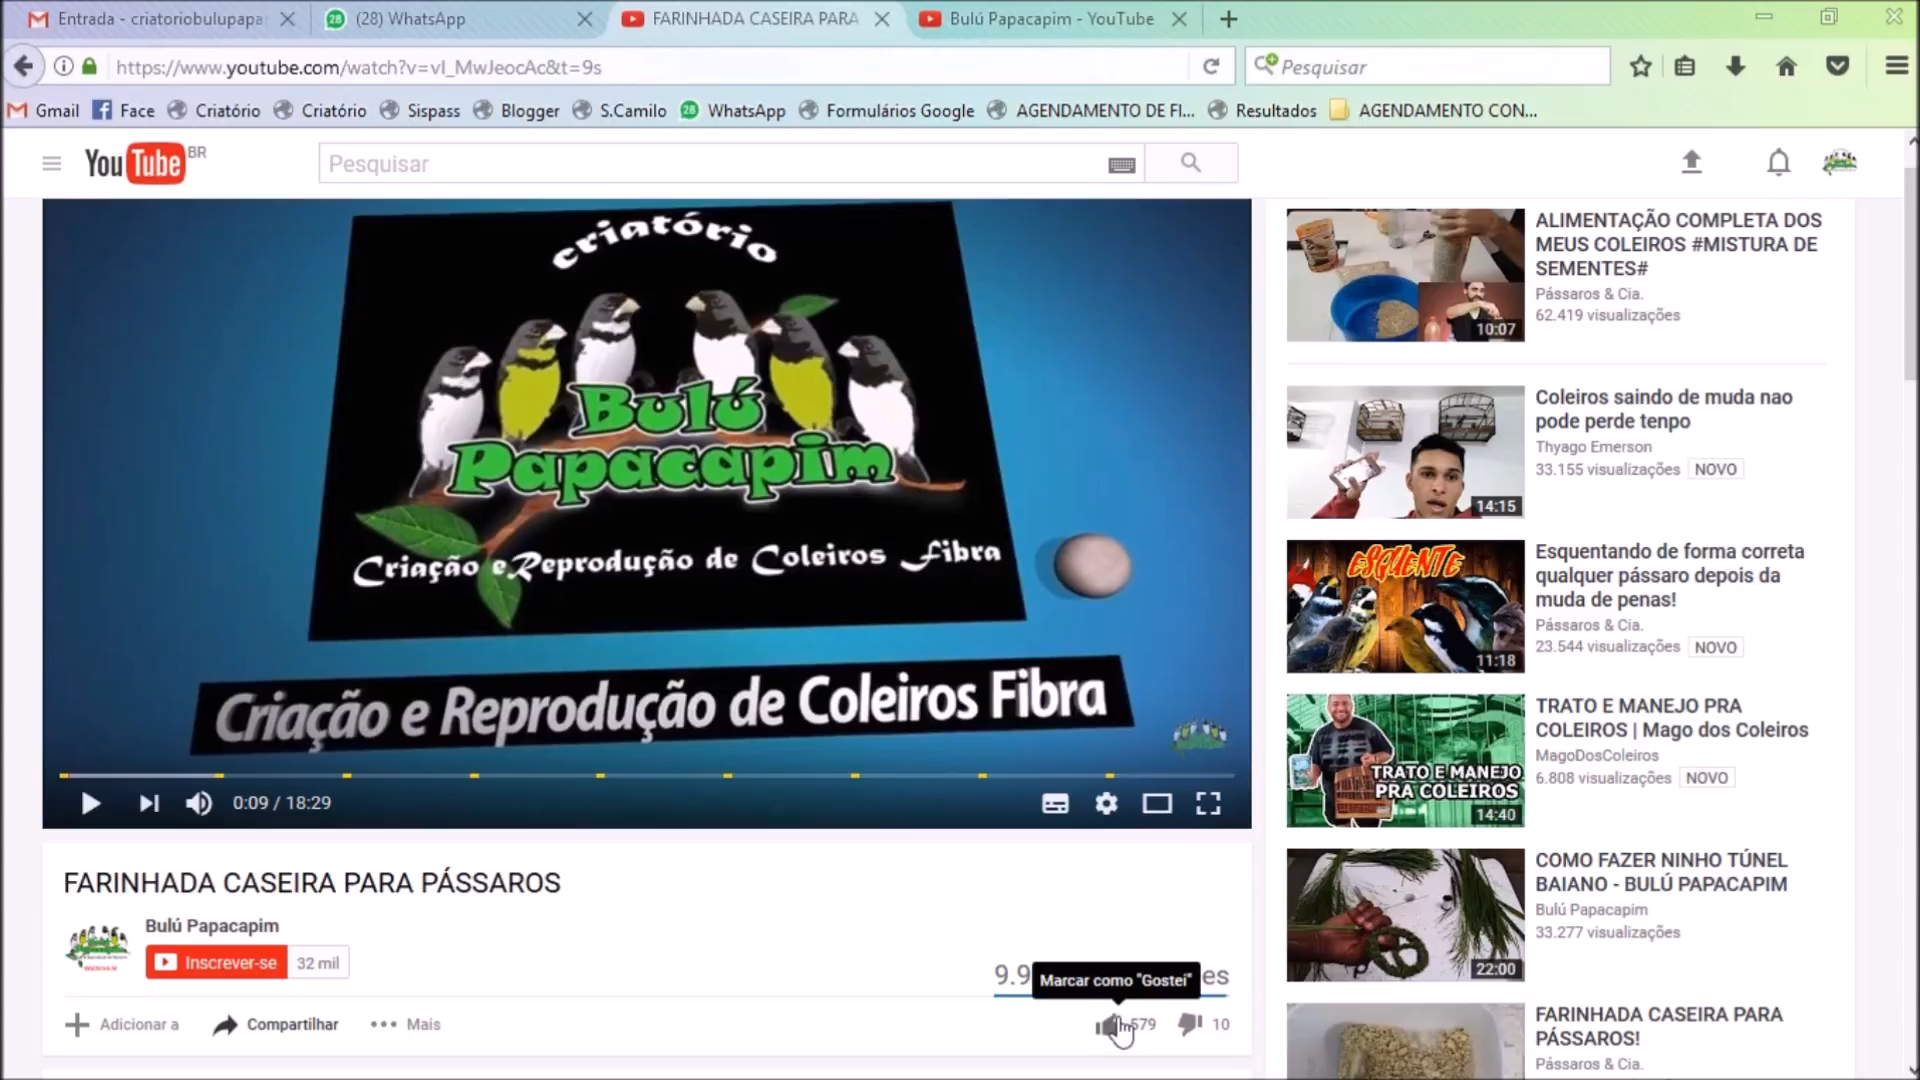 Entrada - criatoriobulupapa
(28) WhatsApp
FARINHADA CASEIRA PARA
Bulú Papacapim - YouTube
https://www.youtube.com/watch?v=vI_MwJeocAc&t=9s
Pesquisar
Gmail
Face
Criatório
Criatório
Sispass
Blogger
S.Camilo
28
WhatsApp
Formulários Google
AGENDAMENTO DE FI...
Resultados
AGENDAMENTO CON...
YouTube BR
Pesquisar
criatório
Bulú
Papacapim
Criação e Reprodução de Coleiros Fibra
Criação e Reprodução de Coleiros Fibra
0:09 / 18:29
FARINHADA CASEIRA PARA PÁSSAROS
Bulú Papacapim
Inscrever-se
32 mil
9.9
Marcar como "Gostei"
es
Adicionar a
Compartilhar
Mais
579
10
ALIMENTAÇÃO COMPLETA DOS
MEUS COLEIROS #MISTURA DE
SEMENTES#
Pássaros & Cia.
62.419 visualizações
10:07
Coleiros saindo de muda nao
pode perde tenpo
Thyago Emerson
33.155 visualizações
NOVO
14:15
ESQUENTE
Esquentando de forma correta
qualquer pássaro depois da
muda de penas!
Pássaros & Cia.
23.544 visualizações
NOVO
11:18
TRATO E MANEJO PRA
COLEIROS | Mago dos Coleiros
MagoDosColeiros
6.808 visualizações
NOVO
TRATO E MANEJO
PRA COLEIROS
14:40
COMO FAZER NINHO TÚNEL
BAIANO - BULÚ PAPACAPIM
Bulú Papacapim
33.277 visualizações
22:00
FARINHADA CASEIRA PARA
PÁSSAROS!
Pássaros & Cia.